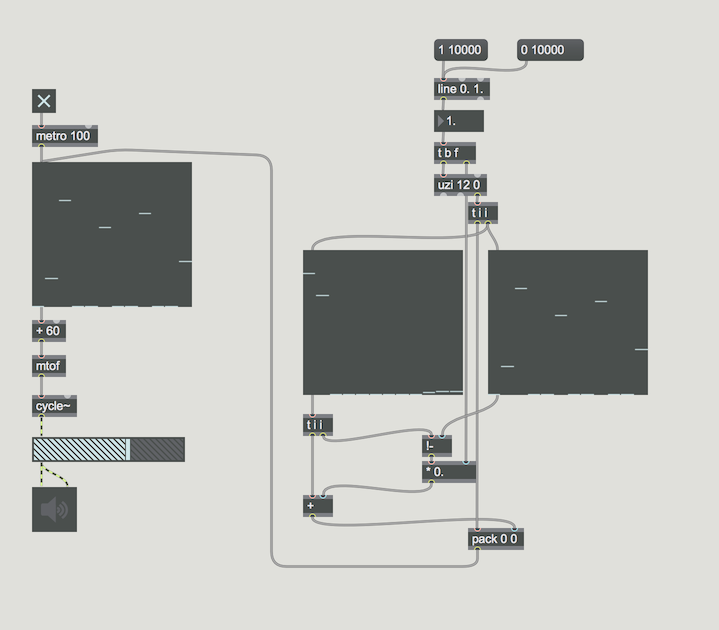 1 10000
0 10000
line 0. 1.
1.
metro 100
t b f
uzi 12 0
t i i
+ 60
mtof
cycle~
t i i
!-
* 0.
+
pack 0 0